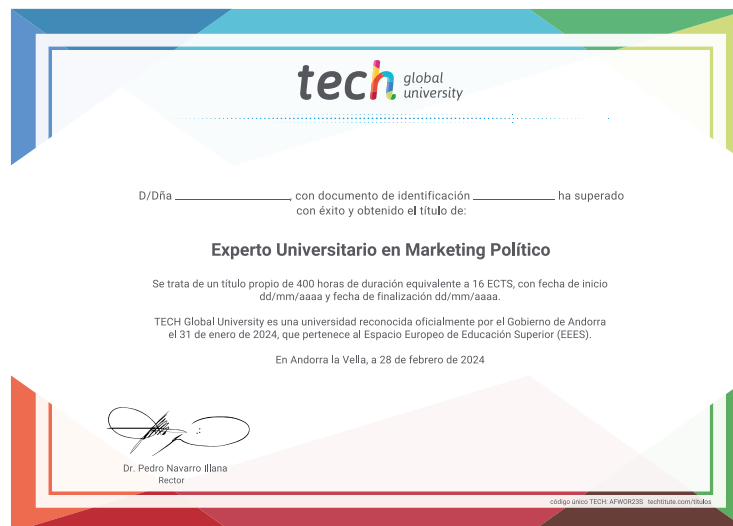 tech global
university
D/Dña ______________, con documento de identificación __________ ha superado
con éxito y obtenido el título de:
Experto Universitario en Marketing Político
Se trata de un título propio de 400 horas de duración equivalente a 16 ECTS, con fecha de inicio
dd/mm/aaaa y fecha de finalización dd/mm/aaaa.
TECH Global University es una universidad reconocida oficialmente por el Gobierno de Andorra
el 31 de enero de 2024, que pertenece al Espacio Europeo de Educación Superior (EEES).
En Andorra la Vella, a 28 de febrero de 2024
Dr. Pedro Navarro Illana
Rector
código único TECH: AFWOR23S techtitute.com/titulos